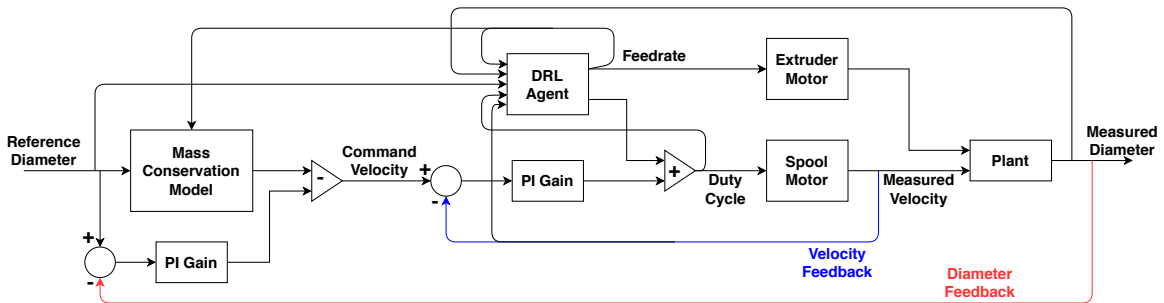 Reference
Diameter
Mass
Conservation
Model
+
-
PI Gain
-
Command
Velocity
+
-
PI Gain
DRL
Agent
Feedrate
+
Duty
Cycle
Extruder
Motor
Spool
Motor
Measured
Velocity
Velocity
Feedback
Plant
Measured
Diameter
Diameter
Feedback